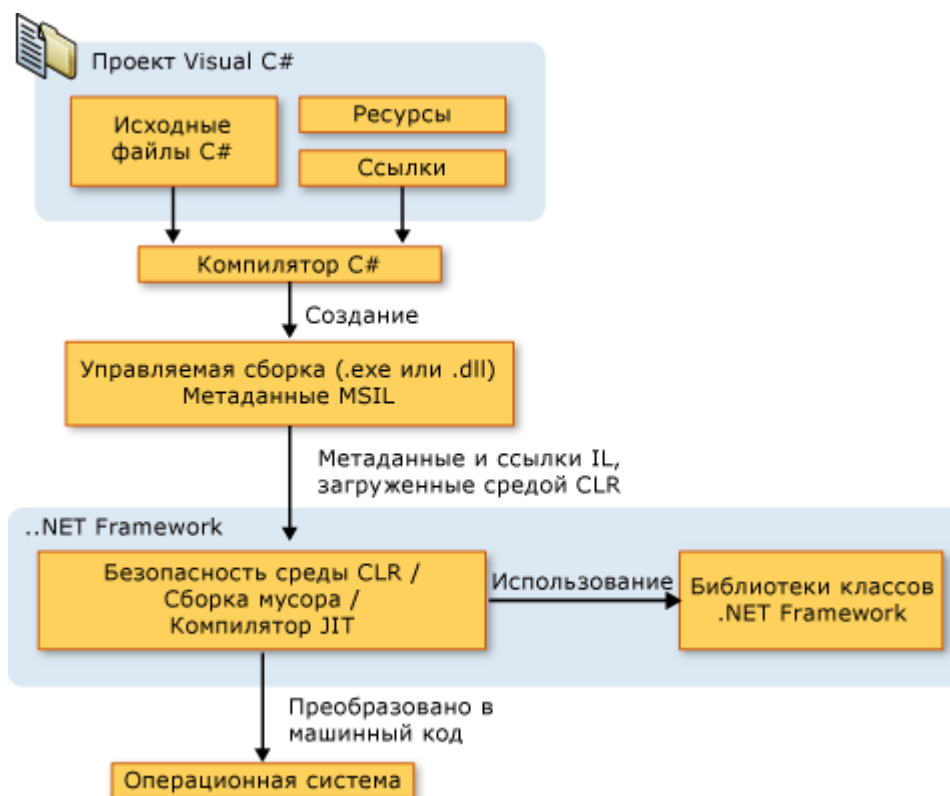 Проект Visual C#
Исходные
файлы C#
Ресурсы
Ссылки
Компилятор C#
Создание
Управляемая сборка (.exe или .dll)
Метаданные MSIL
Метаданные и ссылки IL,
загруженные средой CLR
..NET Framework
Безопасность среды CLR /
Сборка мусора /
Компилятор JIT
Использование
Библиотеки классов
.NET Framework
Преобразовано в
машинный код
Операционная система